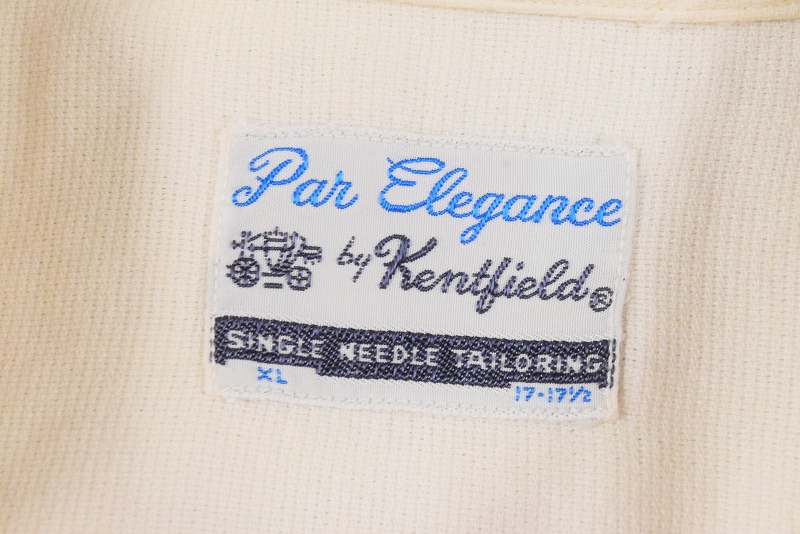 Par Elegance
by Kentfield®
SINGLE NEEDLE TAILORING
XL 17-17½